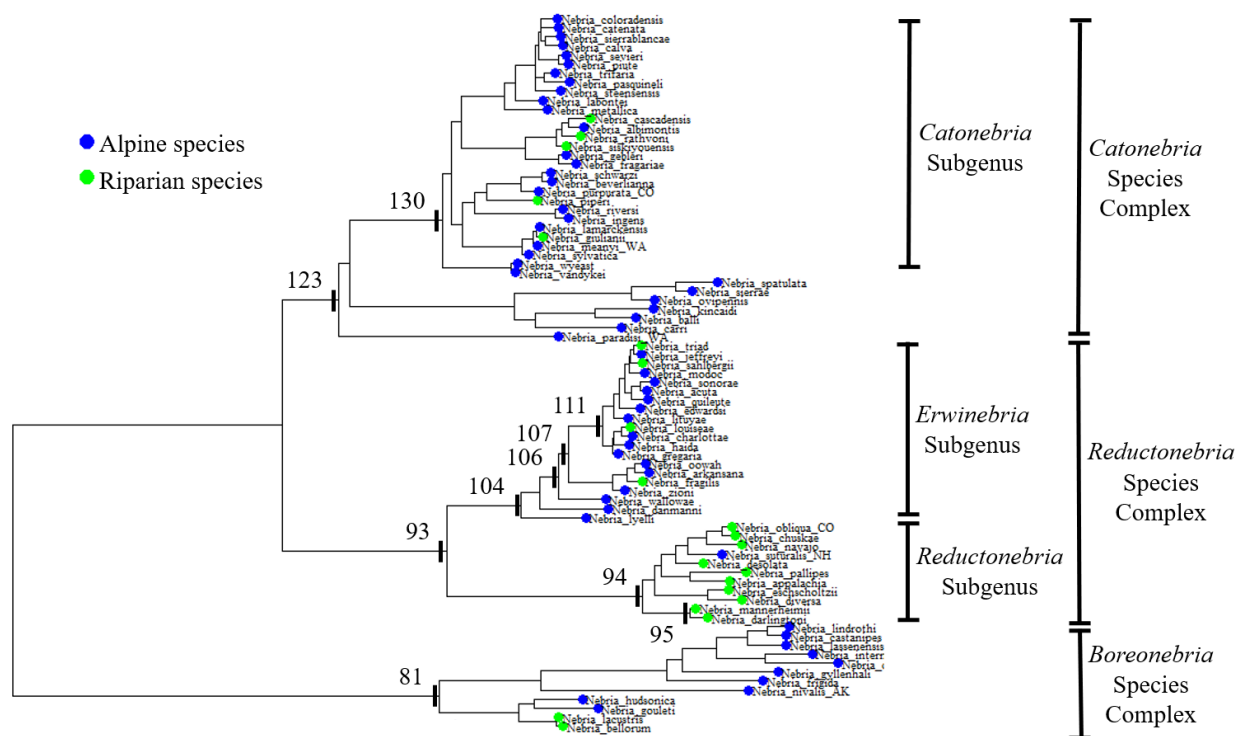 Alpine species
Riparian species
Nebria_coloradensis
Nebria_catenata
Nebria_sierrablancae
Nebria_calva
Nebria_sevieri
Nebria_piute
Nebria_trifaria
Nebria_pasquineli
Nebria_steensensis
Nebria_labontei
Nebria_metallica
Nebria_cascadensis
Nebria_albimontis
Nebria_rathvoni
Nebria_siskiyouensis
Nebria_gebleri
Nebria_fragariae
Nebria_schwarzi
Nebria_beverlianna
Nebria_purpurata_CO
Nebria_piperi
Nebria_riversi
Nebria_ingens
Nebria_lamarckensis
Nebria_giulianii
Nebria_meanyi_WA
Nebria_sylvatica
Nebria_wyeast
Nebria_vandykei
Nebria_spatulata
Nebria_sierrae
Nebria_ovipennis
Nebria_kincaidi
Nebria_balli
Nebria_carri
Nebria_paradisi_WA
Nebria_triad
Nebria_jeffreyi
Nebria_sahlbergii
Nebria_modoc
Nebria_sonorae
Nebria_acuta
Nebria_quileute
Nebria_edwardsi
Nebria_lituyae
Nebria_louiseae
Nebria_charlottae
Nebria_haida
Nebria_gregaria
Nebria_oowah
Nebria_arkansana
Nebria_fragilis
Nebria_zioni
Nebria_wallowae
Nebria_danmanni
Nebria_lyelli
Nebria_obliqua_CO
Nebria_chuskae
Nebria_navajo
Nebria_suturalis_NH
Nebria_desolata
Nebria_pallipes
Nebria_appalachia
Nebria_eschscholtzii
Nebria_diversa
Nebria_mannerheimii
Nebria_darlingtoni
Nebria_lindrothi
Nebria_castanipes
Nebria_lassenensis
Nebria_intern
Nebria_
Nebria_gyllenhali
Nebria_frigida
Nebria_nivalis_AK
Nebria_hudsonica
Nebria_gouleti
Nebria_lacustris
Nebria_bellorum
130
123
111
107
106
104
93
94
95
81
Catonebria
Subgenus
Erwinebria
Subgenus
Reductonebria
Subgenus
Catonebria
Species
Complex
Reductonebria
Species
Complex
Boreonebria
Species
Complex